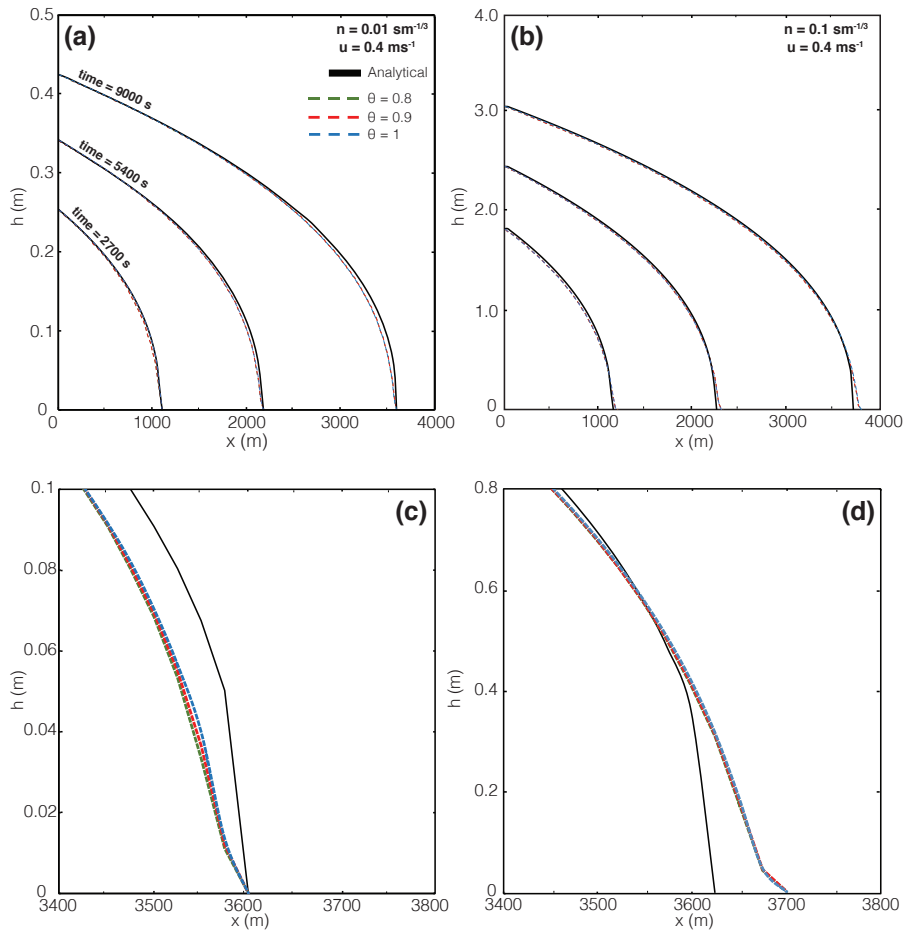 (a)
n = 0.01 sm-1/3
u = 0.4 ms-1
Analytical
θ = 0.8
θ = 0.9
θ = 1
time = 9000 s
time = 5400 s
time = 2700 s
0.5
0.4
0.3
0.2
0.1
0
h (m)
0
1000
2000
3000
4000
x (m)
(b)
n = 0.1 sm-1/3
u = 0.4 ms-1
4.0
3.0
2.0
1.0
0
h (m)
0
1000
2000
3000
4000
x (m)
(c)
0.1
0.08
0.06
0.04
0.02
0
h (m)
3400
3500
3600
3700
3800
x (m)
(d)
0.8
0.6
0.4
0.2
0
h (m)
3400
3500
3600
3700
3800
x (m)